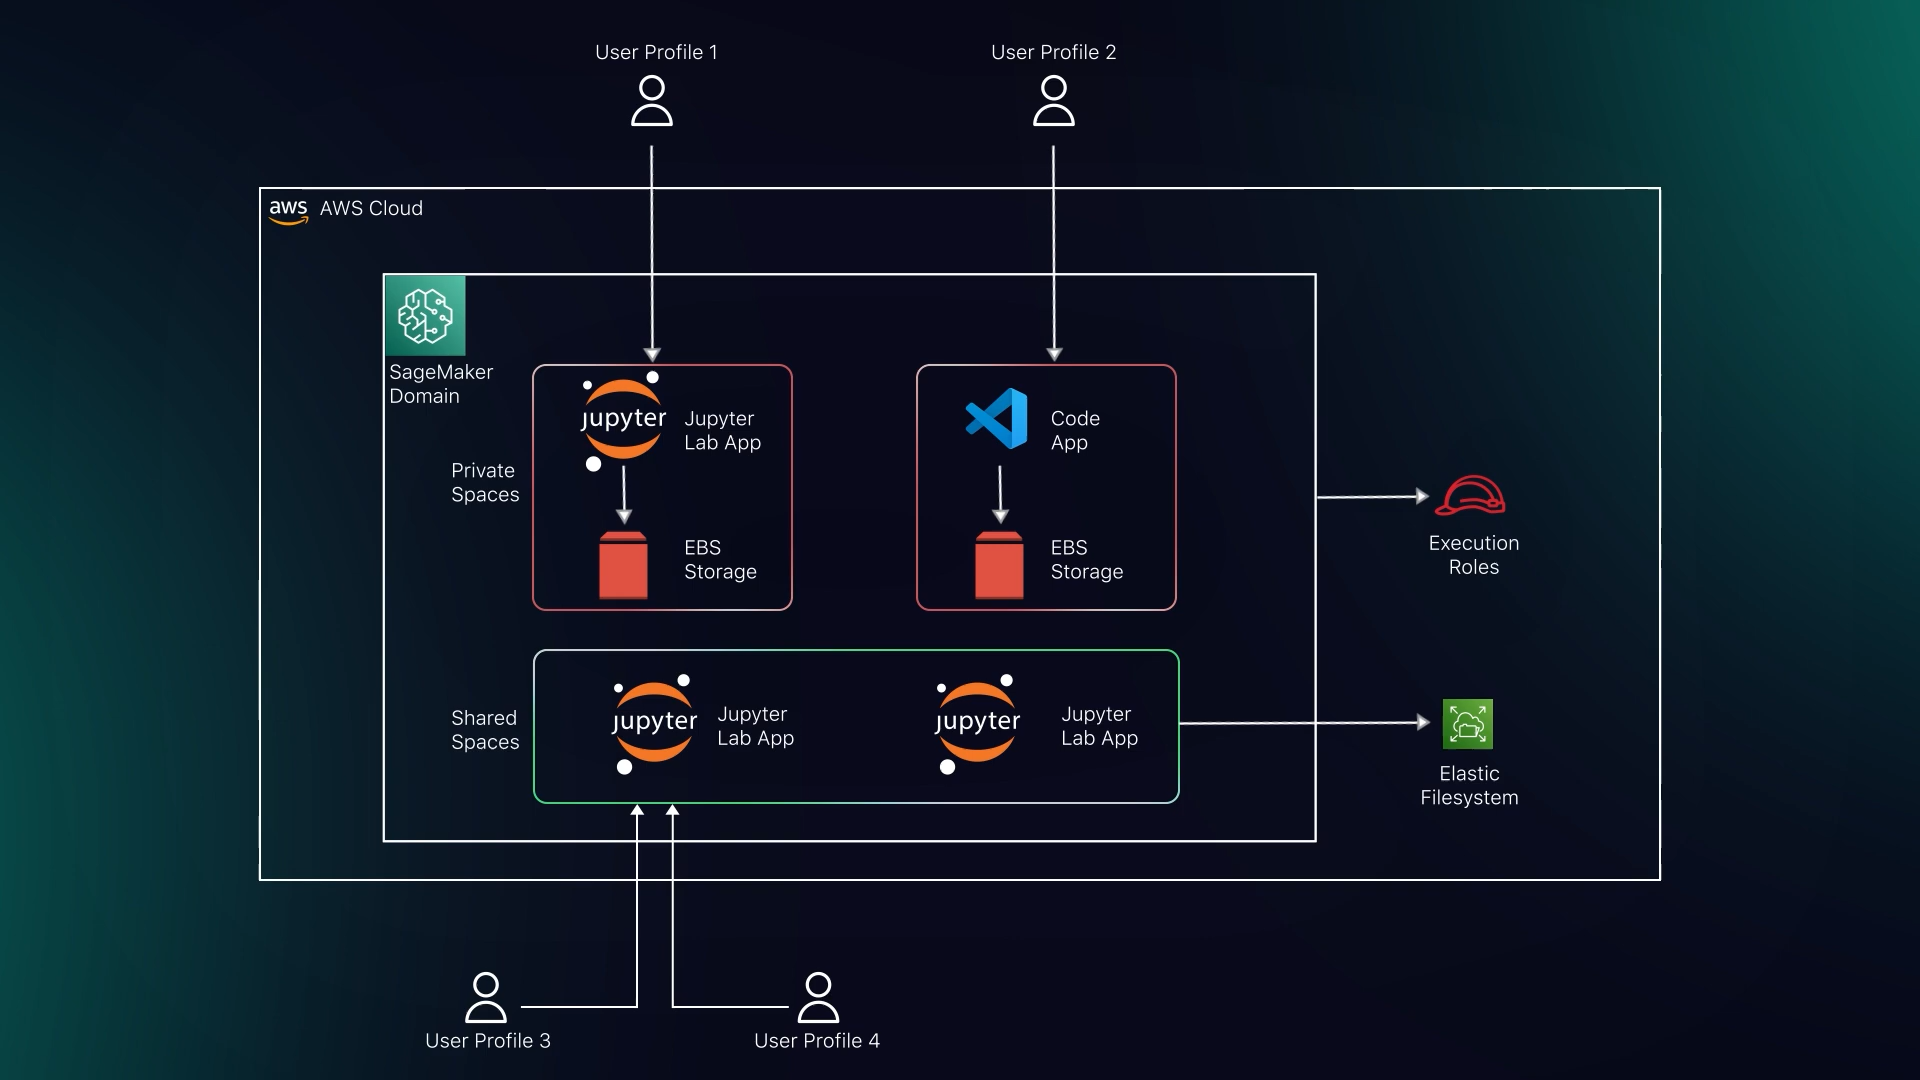 User Profile 1
User Profile 2
aws
AWS Cloud
SageMaker
Domain
Private
Spaces
jupyter
Jupyter
Lab App
EBS
Storage
Code
App
EBS
Storage
Execution
Roles
Shared
Spaces
jupyter
Jupyter
Lab App
jupyter
Jupyter
Lab App
Elastic
Filesystem
User Profile 3
User Profile 4